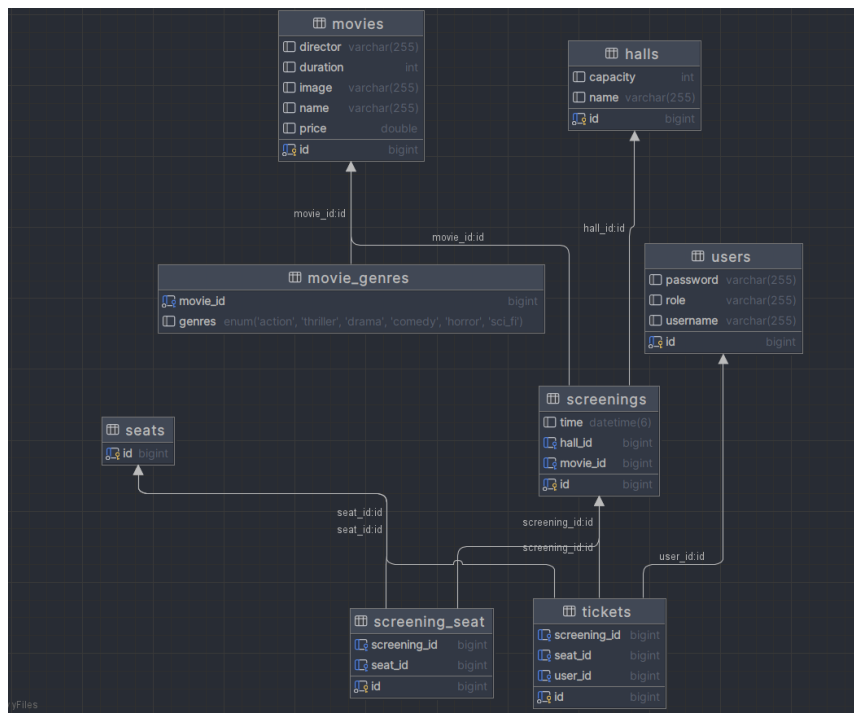 movies
director varchar(255)
duration int
image varchar(255)
name varchar(255)
price double
id bigint
halls
capacity int
name varchar(255)
id bigint
movie_id:id
movie_id:id
hall_id:id
movie_genres
movie_id bigint
genres enum('action', 'thriller', 'drama', 'comedy', 'horror', 'sci_fi')
users
password varchar(255)
role varchar(255)
username varchar(255)
id bigint
screenings
time datetime(6)
hall_id bigint
movie_id bigint
id bigint
seats
id bigint
seat_id:id
seat_id:id
screening_id:id
screening_id:id
user_id:id
screening_seat
screening_id bigint
seat_id bigint
id bigint
tickets
screening_id bigint
seat_id bigint
user_id bigint
id bigint
yFiles